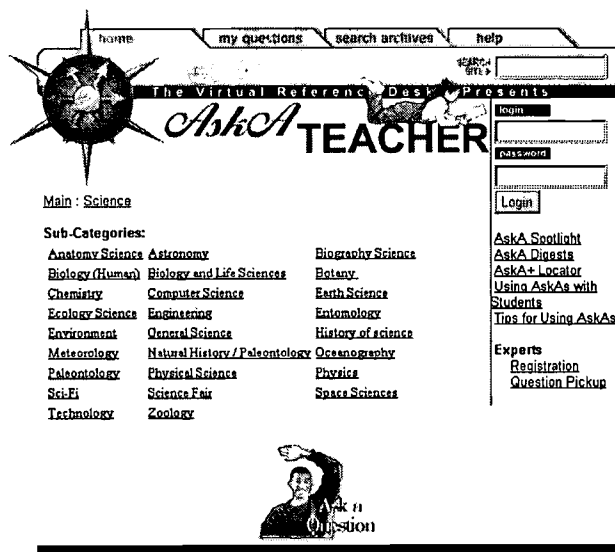 home my questions search archives help
SEARCH
SITE
The Virtual Reference Desk Presents
AskA TEACHER
login
password
Login
Main : Science
Sub-Categories:
Anatomy Science Astronomy Biography Science
Biology (Human) Biology and Life Sciences Botany
Chemistry Computer Science Earth Science
Ecology Science Engineering Entomology
Environment General Science History of science
Meteorology Natural History / Paleontology Oceanography
Paleontology Physical Science Physics
Sci-Fi Science Fair Space Sciences
Technology Zoology
AskA Spotlight
AskA Digests
AskA+ Locator
Using AskAs with
Students
Tips for Using AskAs
Experts
Registration
Question Pickup
Ask a
Question